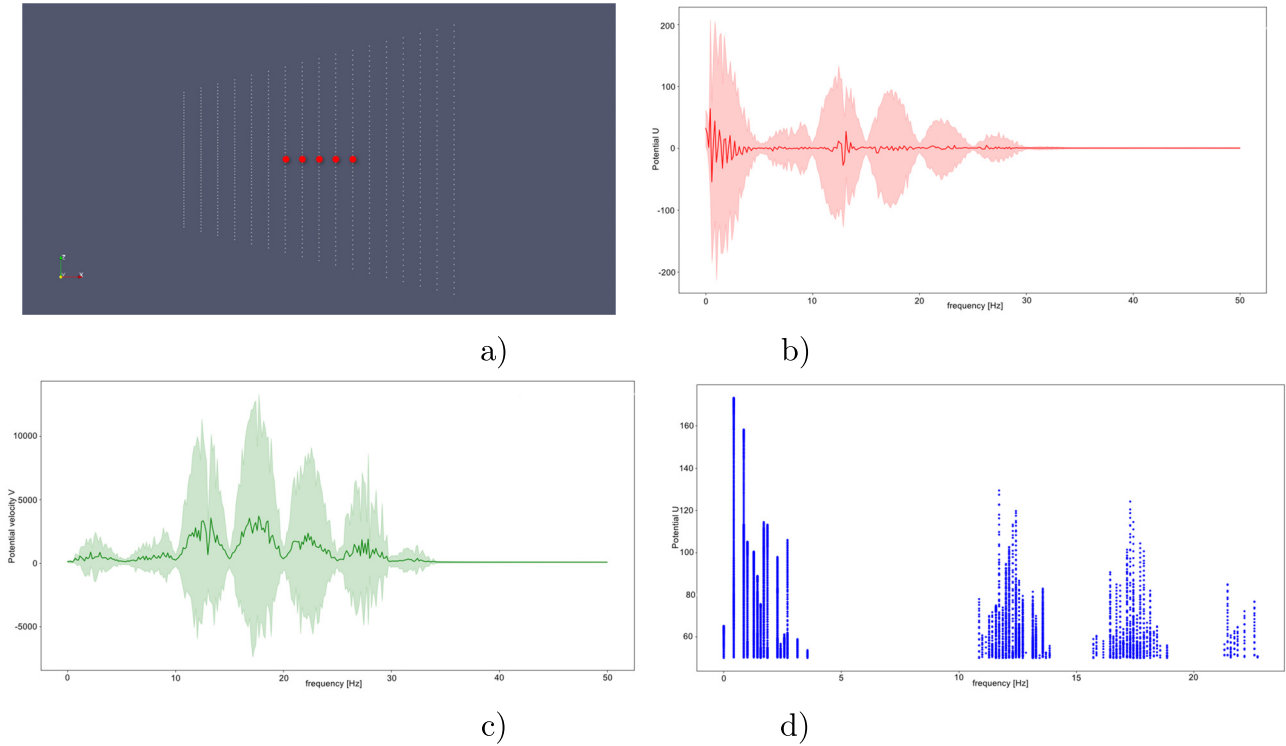 200
100
0
-100
-200
Potential U
0 10 20 30 40 50
frequency [Hz]
a)
b)
10000
5000
0
-5000
Potential velocity V
0 10 20 30 40 50
frequency [Hz]
160
140
120
100
80
60
Potential U
0 5 10 15 20
frequency [Hz]
c)
d)